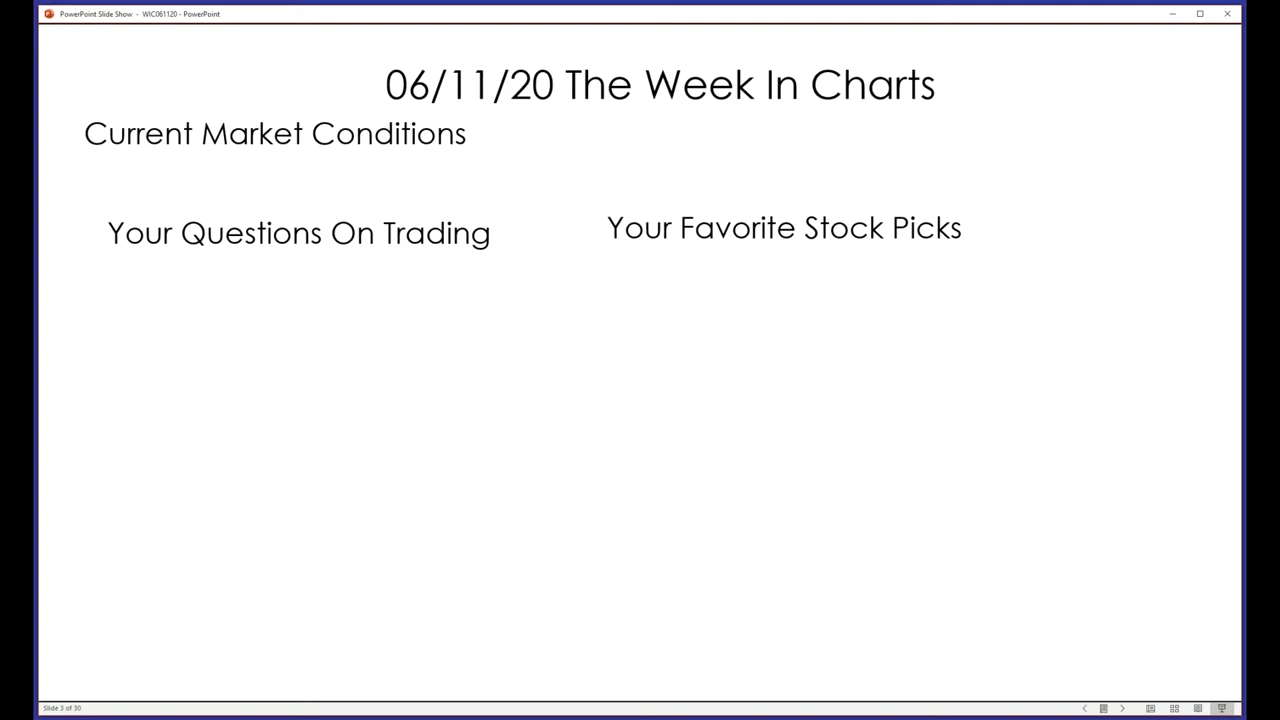 PowerPoint Slide Show - WIC061120 - PowerPoint
06/11/20 The Week In Charts
Current Market Conditions
Your Questions On Trading
Your Favorite Stock Picks
Slide 3 of 30